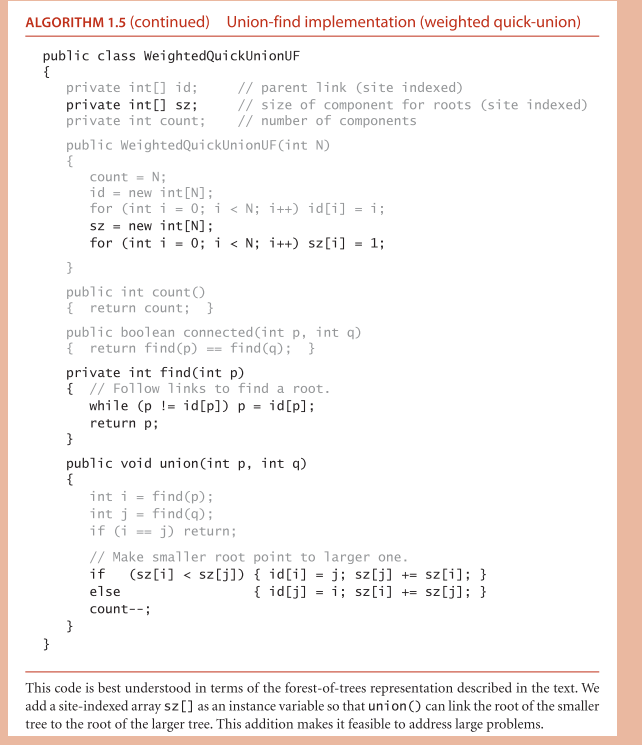 ALGORITHM 1.5 (continued) Union-find implementation (weighted quick-union)
public class WeightedQuickUnionUF
{
private int[] id; // parent link (site indexed)
private int[] sz; // size of component for roots (site indexed)
private int count; // number of components
public WeightedQuickUnionUF(int N)
{
count = N;
id = new int[N];
for (int i = 0; i < N; i++) id[i] = i;
sz = new int[N];
for (int i = 0; i < N; i++) sz[i] = 1;
}
public int count()
{ return count; }
public boolean connected(int p, int q)
{ return find(p) == find(q); }
private int find(int p)
{ // Follow links to find a root.
while (p != id[p]) p = id[p];
return p;
}
public void union(int p, int q)
{
int i = find(p);
int j = find(q);
if (i == j) return;
// Make smaller root point to larger one.
if (sz[i] < sz[j]) { id[i] = j; sz[j] += sz[i]; }
else { id[j] = i; sz[i] += sz[j]; }
count--;
}
}
This code is best understood in terms of the forest-of-trees representation described in the text. We
add a site-indexed array sz[] as an instance variable so that union() can link the root of the smaller
tree to the root of the larger tree. This addition makes it feasible to address large problems.